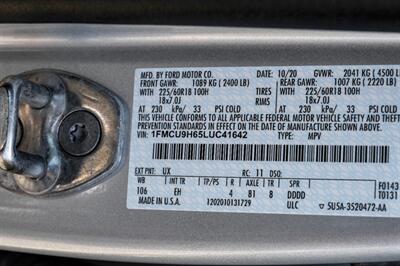 MFD. BY FORD MOTOR CO. 10/20 GVWR: 2041 KG ( 4500 L
FRONT GAWR: 1089 KG ( 2400 LB) REAR GAWR: 1007 KG ( 2220 LB)
WITH 225/60R18 100H TIRES WITH 225/60R18 100H
18x7.0J RIMS 18x7.0J
AT 230 kPa/ 33 PSI COLD AT 230 kPa/ 33 PSI COLD
THIS VEHICLE CONFORMS TO ALL APPLICABLE FEDERAL MOTOR VEHICLE
SAFETY, BUMPER, AND THEFT PREVENTION STANDARDS IN EFFECT ON THE DATE
OF MANUFACTURE SHOWN ABOVE.
VIN: 1FMCU9H65LUC41642 TYPE: MPV
EXT PNT: UX RC: 11 DSO: F0143
WB INT TR TP/PS R AXLE TR SPR T0131
106 EH 4 81 8 DDDD
1202010131729 ULC SU5A-3520472-AA